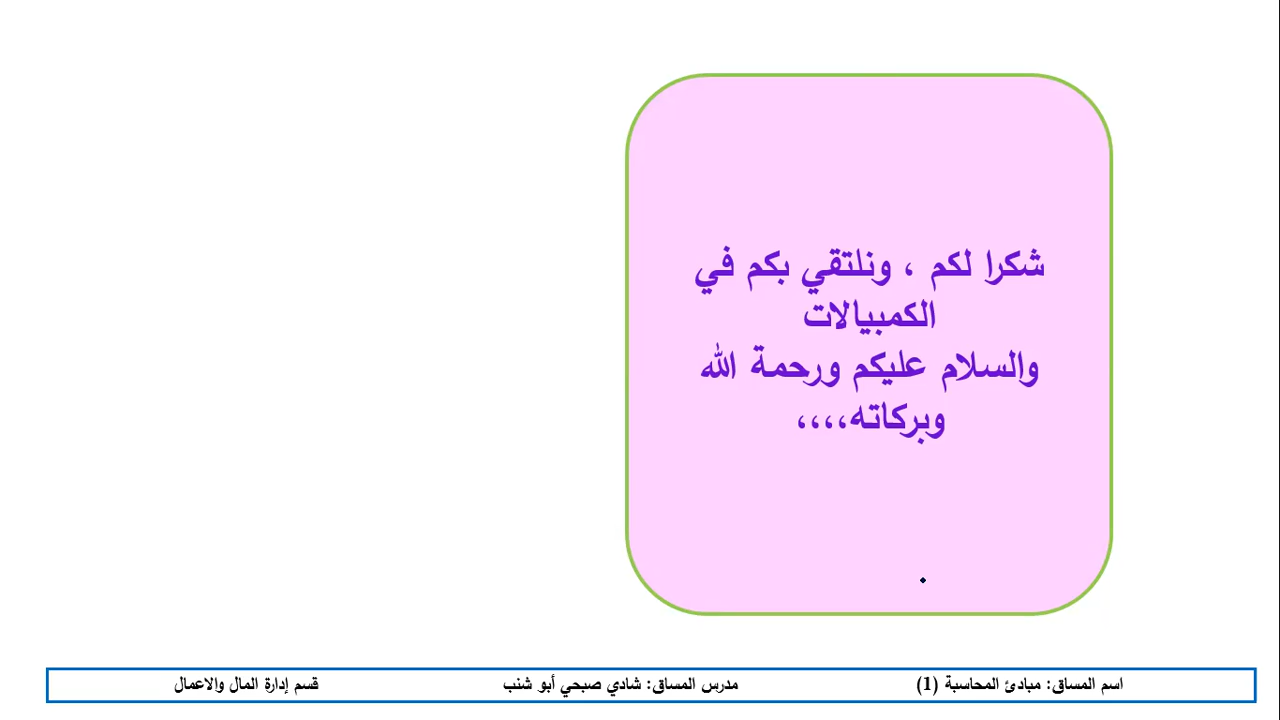 شكرا لكم ، ونلتقي بكم في
الكمبيالات
والسلام عليكم ورحمة الله
وبركاته،،،،
.
اسم المساق: مبادئ المحاسبة (1) مدرس المساق: شادي صبحي أبو شنب قسم إدارة المال والاعمال